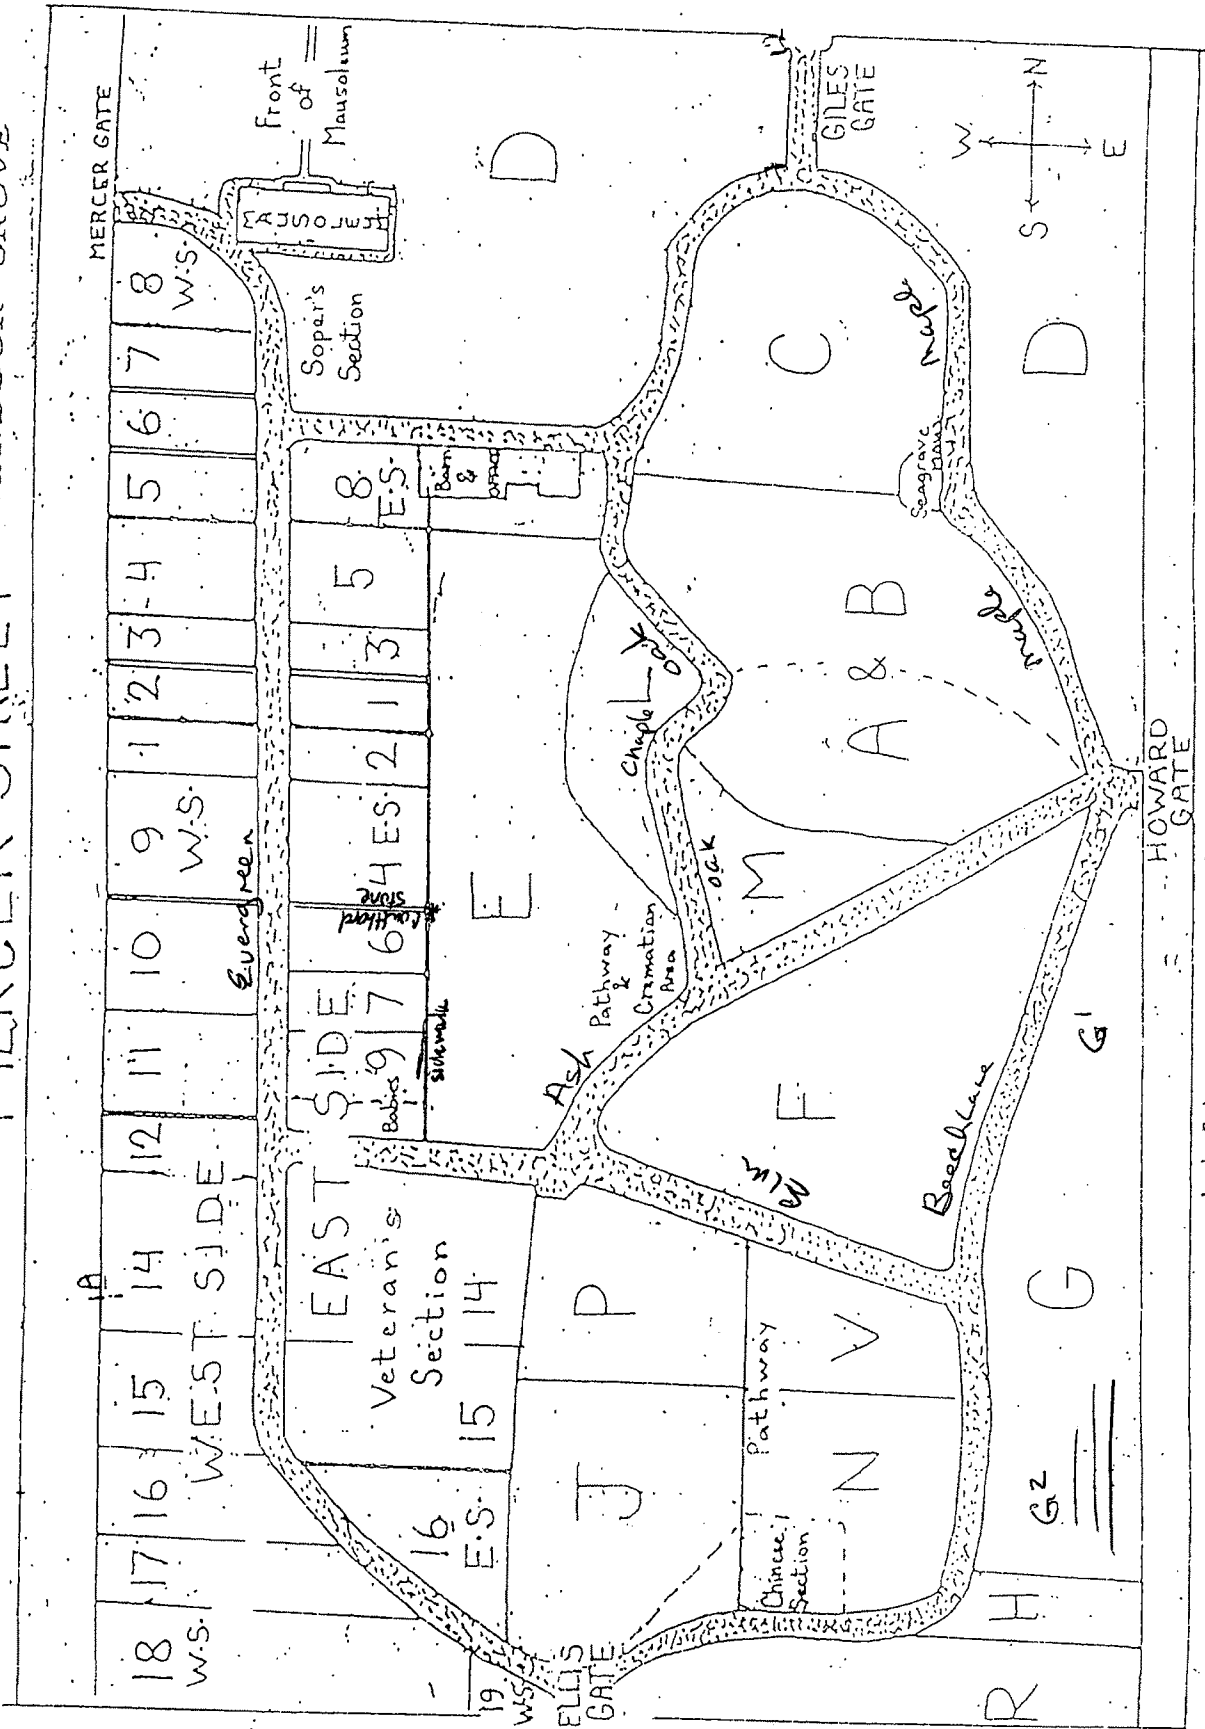 MERCER STREET
MERCER GATE
Front
of
Mausoleum
MAUSOLEUM
D
GILES
GATE
W
N
S
E
8
W.S.
7
6
5
4
3
2
1
9
W.S.
10
11
12
14
15
16
17
18
W.S.
WEST SIDE
1A
Evergreen
Soper's
Section
8
E.S.
Barn
&
office
5
3
1
2
4 E.S.
stone
6
7
9
Babies
sidewalk
EAST SIDE
Veteran's
Section
14
15
16
E.S.
19
W.S.
ELLIS
GATE
E
Chapel
oak
oak
Pathway
&
Cremation
Area
Ash
C
maple
Seagrave
D
maple
A & B
M
F
Elm
P
J
Pathway
V
N
Chinese
Section
G1
G
G2
H
R
HOWARD
GATE